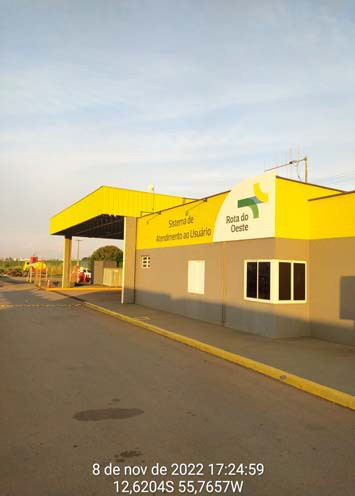 Sistema de
Atendimento ao Usuário
Rota do
Oeste
8 de nov de 2022 17:24:59
12,6204S 55,7657W